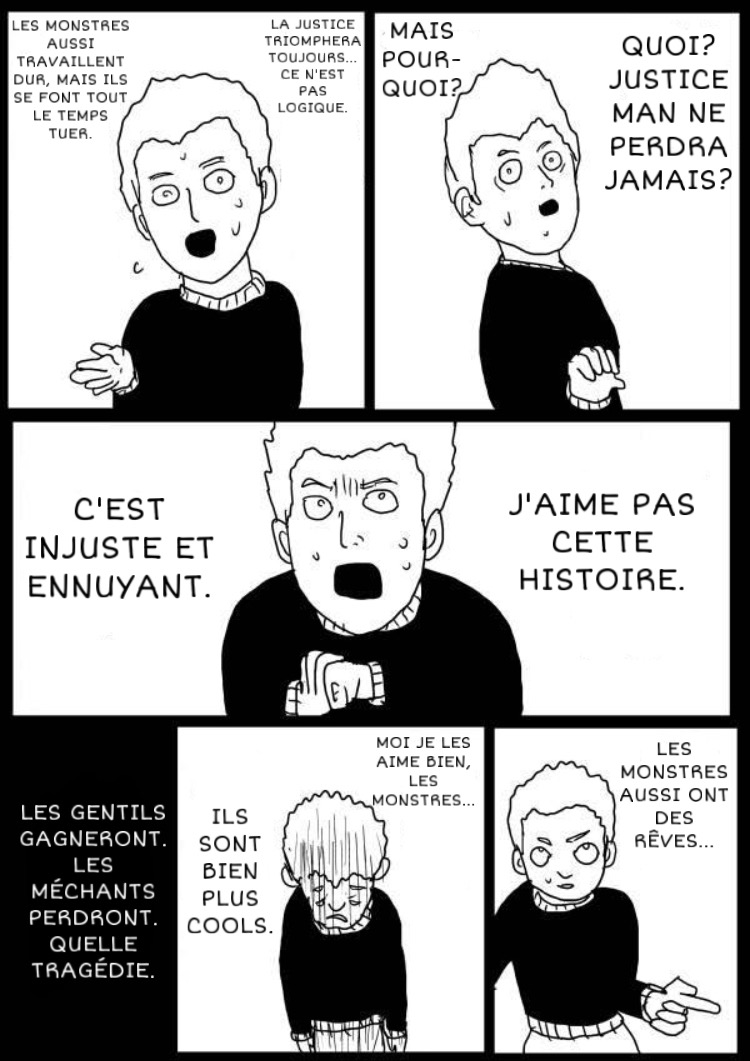 LES MONSTRES
AUSSI
TRAVAILLENT
DUR, MAIS ILS
SE FONT TOUT
LE TEMPS
TUER.
LA JUSTICE
TRIOMPHERA
TOUJOURS...
CE N'EST
PAS
LOGIQUE.
MAIS
POUR-
QUOI?
QUOI?
JUSTICE
MAN NE
PERDRA
JAMAIS?
C'EST
INJUSTE ET
ENNUYANT.
J'AIME PAS
CETTE
HISTOIRE.
LES GENTILS
GAGNERONT.
LES
MÉCHANTS
PERDRONT.
QUELLE
TRAGÉDIE.
ILS
SONT
BIEN
PLUS
COOLS.
MOI JE LES
AIME BIEN,
LES
MONSTRES...
LES
MONSTRES
AUSSI ONT
DES
RÊVES...